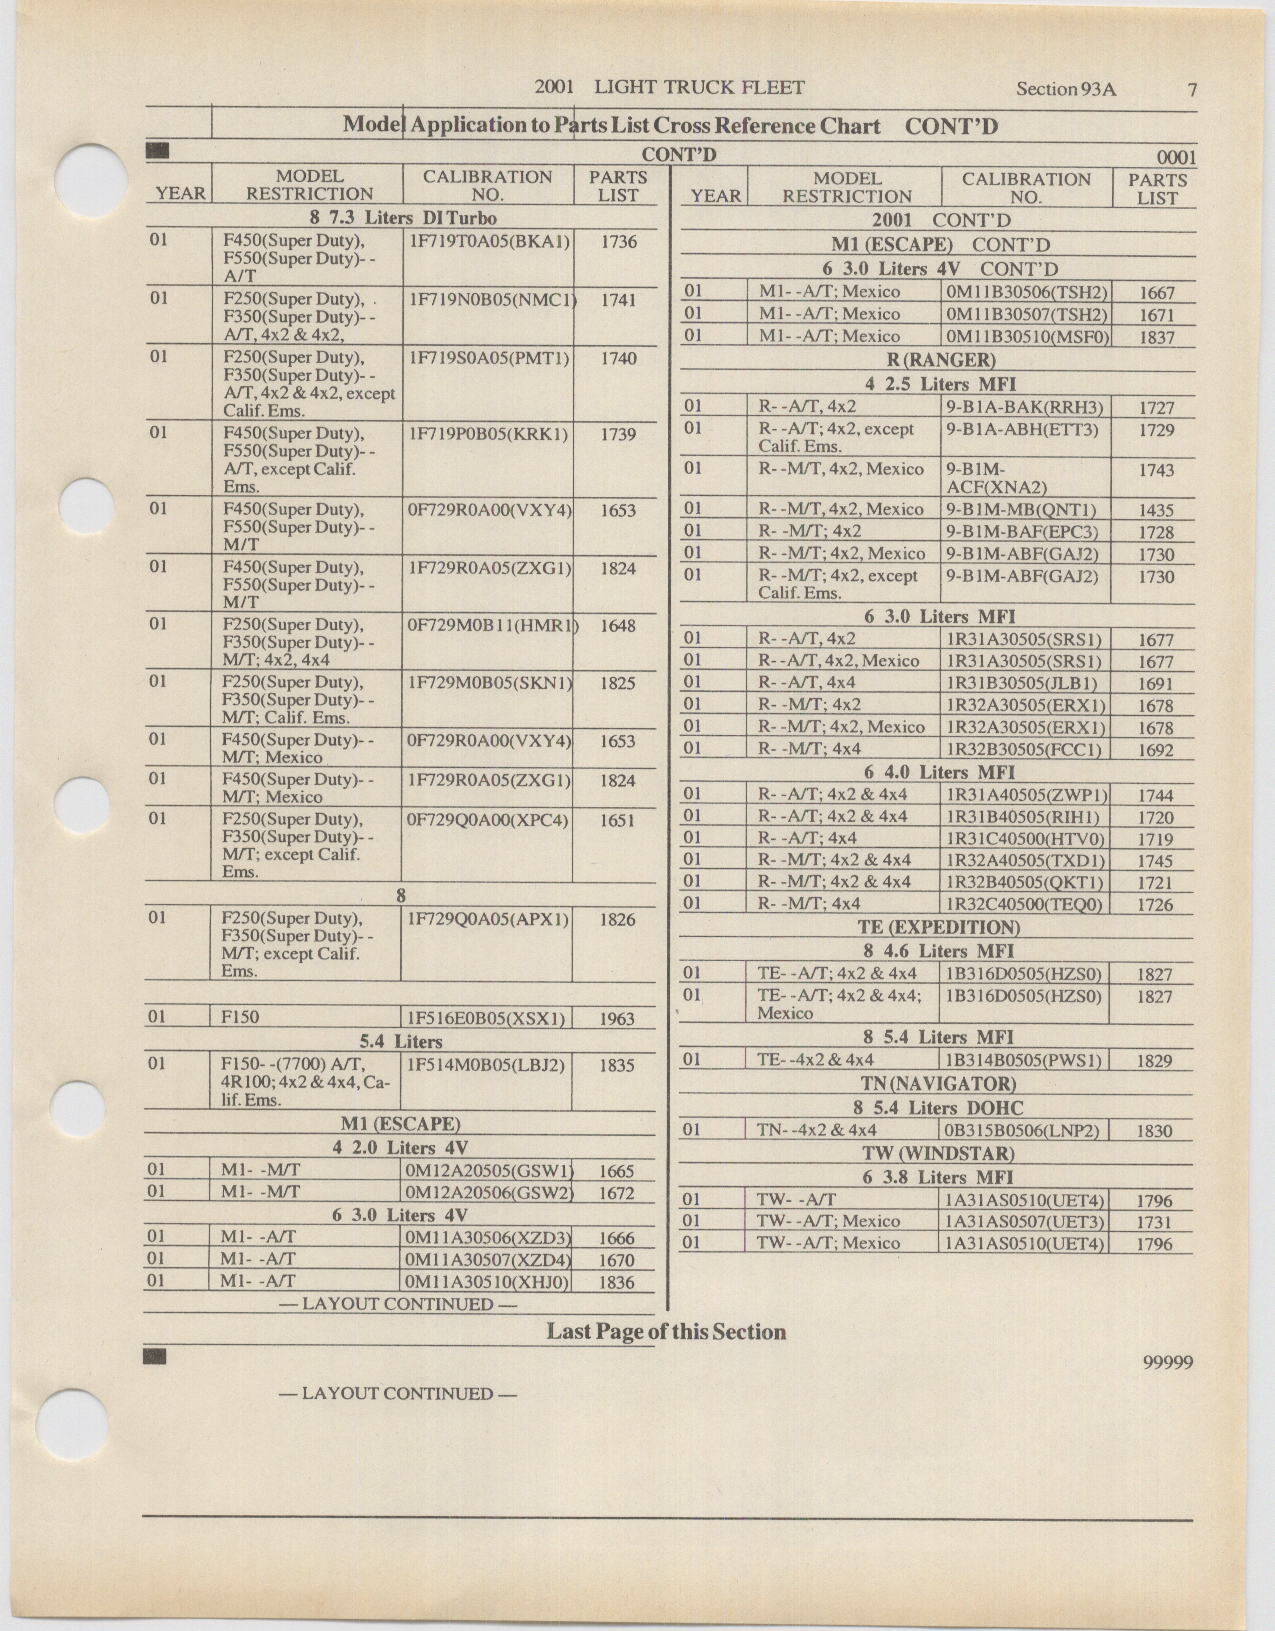 2001 LIGHT TRUCK FLEET Section 93A 7
Model Application to Parts List Cross Reference Chart CONT'D
CONT'D 0001
YEAR MODEL RESTRICTION CALIBRATION NO. PARTS LIST
8 7.3 Liters DI Turbo
01 F450(Super Duty), 1F719T0A05(BKA1) 1736
F550(Super Duty)--
A/T
01 F250(Super Duty), 1F719N0B05(NMC1) 1741
F350(Super Duty)--
A/T, 4x2 & 4x2,
01 F250(Super Duty), 1F719S0A05(PMT1) 1740
F350(Super Duty)--
A/T, 4x2 & 4x2, except
Calif. Ems.
01 F450(Super Duty), 1F719P0B05(KRK1) 1739
F550(Super Duty)--
A/T, except Calif.
Ems.
01 F450(Super Duty), 0F729R0A00(VXY4) 1653
F550(Super Duty)--
M/T
01 F450(Super Duty), 1F729R0A05(ZXG1) 1824
F550(Super Duty)--
M/T
01 F250(Super Duty), 0F729M0B11(HMR1) 1648
F350(Super Duty)--
M/T; 4x2, 4x4
01 F250(Super Duty), 1F729M0B05(SKN1) 1825
F350(Super Duty)--
M/T; Calif. Ems.
01 F450(Super Duty)-- 0F729R0A00(VXY4) 1653
M/T; Mexico
01 F450(Super Duty)-- 1F729R0A05(ZXG1) 1824
M/T; Mexico
01 F250(Super Duty), 0F729Q0A00(XPC4) 1651
F350(Super Duty)--
M/T; except Calif.
Ems.
8
01 F250(Super Duty), 1F729Q0A05(APX1) 1826
F350(Super Duty)--
M/T; except Calif.
Ems.
01 F150 1F516E0B05(XSX1) 1963
5.4 Liters
01 F150--(7700) A/T, 1F514M0B05(LBJ2) 1835
4R100; 4x2 & 4x4, Ca-
lif. Ems.
M1 (ESCAPE)
4 2.0 Liters 4V
01 M1--M/T 0M12A20505(GSW1) 1665
01 M1--M/T 0M12A20506(GSW2) 1672
6 3.0 Liters 4V
01 M1--A/T 0M11A30506(XZD3) 1666
01 M1--A/T 0M11A30507(XZD4) 1670
01 M1--A/T 0M11A30510(XHJ0) 1836
— LAYOUT CONTINUED —
YEAR MODEL RESTRICTION CALIBRATION NO. PARTS LIST
2001 CONT'D
M1 (ESCAPE) CONT'D
6 3.0 Liters 4V CONT'D
01 M1--A/T; Mexico 0M11B30506(TSH2) 1667
01 M1--A/T; Mexico 0M11B30507(TSH2) 1671
01 M1--A/T; Mexico 0M11B30510(MSF0) 1837
R (RANGER)
4 2.5 Liters MFI
01 R--A/T, 4x2 9-B1A-BAK(RRH3) 1727
01 R--A/T; 4x2, except 9-B1A-ABH(ETT3) 1729
Calif. Ems.
01 R--M/T, 4x2, Mexico 9-B1M- 1743
ACF(XNA2)
01 R--M/T, 4x2, Mexico 9-B1M-MB(QNT1) 1435
01 R--M/T; 4x2 9-B1M-BAF(EPC3) 1728
01 R--M/T; 4x2, Mexico 9-B1M-ABF(GAJ2) 1730
01 R--M/T; 4x2, except 9-B1M-ABF(GAJ2) 1730
Calif. Ems.
6 3.0 Liters MFI
01 R--A/T, 4x2 1R31A30505(SRS1) 1677
01 R--A/T, 4x2, Mexico 1R31A30505(SRS1) 1677
01 R--A/T, 4x4 1R31B30505(JLB1) 1691
01 R--M/T; 4x2 1R32A30505(ERX1) 1678
01 R--M/T; 4x2, Mexico 1R32A30505(ERX1) 1678
01 R--M/T; 4x4 1R32B30505(FCC1) 1692
6 4.0 Liters MFI
01 R--A/T; 4x2 & 4x4 1R31A40505(ZWP1) 1744
01 R--A/T; 4x2 & 4x4 1R31B40505(RIH1) 1720
01 R--A/T; 4x4 1R31C40500(HTV0) 1719
01 R--M/T; 4x2 & 4x4 1R32A40505(TXD1) 1745
01 R--M/T; 4x2 & 4x4 1R32B40505(QKT1) 1721
01 R--M/T; 4x4 1R32C40500(TEQ0) 1726
TE (EXPEDITION)
8 4.6 Liters MFI
01 TE--A/T; 4x2 & 4x4 1B316D0505(HZS0) 1827
01 TE--A/T; 4x2 & 4x4; 1B316D0505(HZS0) 1827
Mexico
8 5.4 Liters MFI
01 TE--4x2 & 4x4 1B314B0505(PWS1) 1829
TN (NAVIGATOR)
8 5.4 Liters DOHC
01 TN--4x2 & 4x4 0B315B0506(LNP2) 1830
TW (WINDSTAR)
6 3.8 Liters MFI
01 TW--A/T 1A31AS0510(UET4) 1796
01 TW--A/T; Mexico 1A31AS0507(UET3) 1731
01 TW--A/T; Mexico 1A31AS0510(UET4) 1796
Last Page of this Section
99999
— LAYOUT CONTINUED —